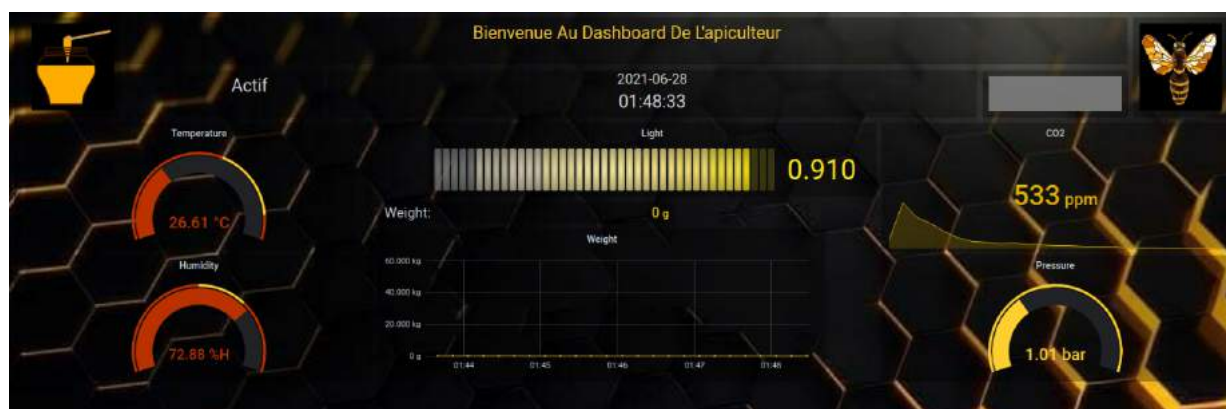 Bienvenue Au Dashboard De L'apiculteur
Actif
2021-06-28
01:48:33
Temperature
26.61 °C
Humidity
72.88 %H
Light
0.910
Weight:
0 g
Weight
60.000 kg
40.000 kg
20.000 kg
0 g
01:44
01:45
01:46
01:47
01:48
CO2
533 ppm
Pressure
1.01 bar